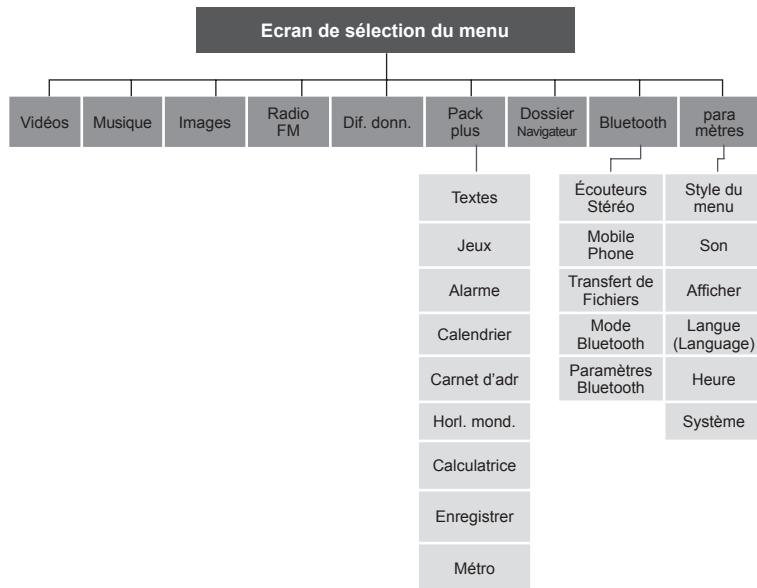 Ecran de sélection du menu
Vidéos
Musique
Images
Radio
FM
Dif. donn.
Pack
plus
Dossier
Navigateur
Bluetooth
para
mètres
Textes
Jeux
Alarme
Calendrier
Carnet d'adr
Horl. mond.
Calculatrice
Enregistrer
Métro
Écouteurs
Stéréo
Mobile
Phone
Transfert de
Fichiers
Mode
Bluetooth
Paramètres
Bluetooth
Style du
menu
Son
Afficher
Langue
(Language)
Heure
Système